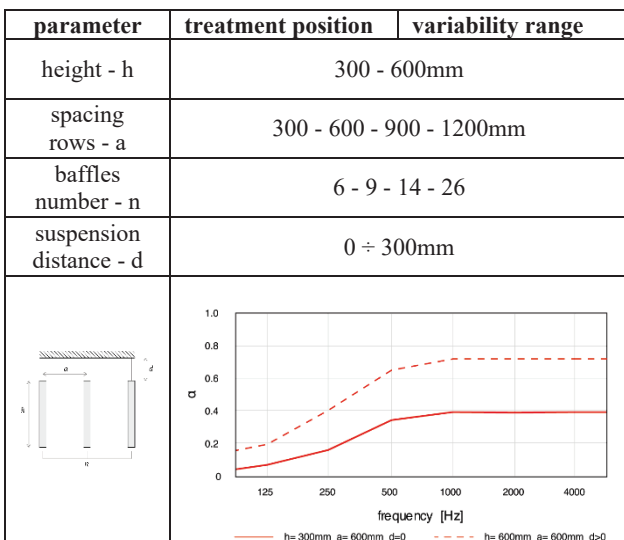 parameter treatment position variability range
height - h 300 - 600mm
spacing
rows - a 300 - 600 - 900 - 1200mm
baffles
number - n 6 - 9 - 14 - 26
suspension
distance - d 0 ÷ 300mm
a
d
n
1.0
0.8
0.6
0.4
0.2
0
α
125 250 500 1000 2000 4000
frequency [Hz]
h= 300mm a= 600mm d=0 h= 600mm a= 600mm d>0